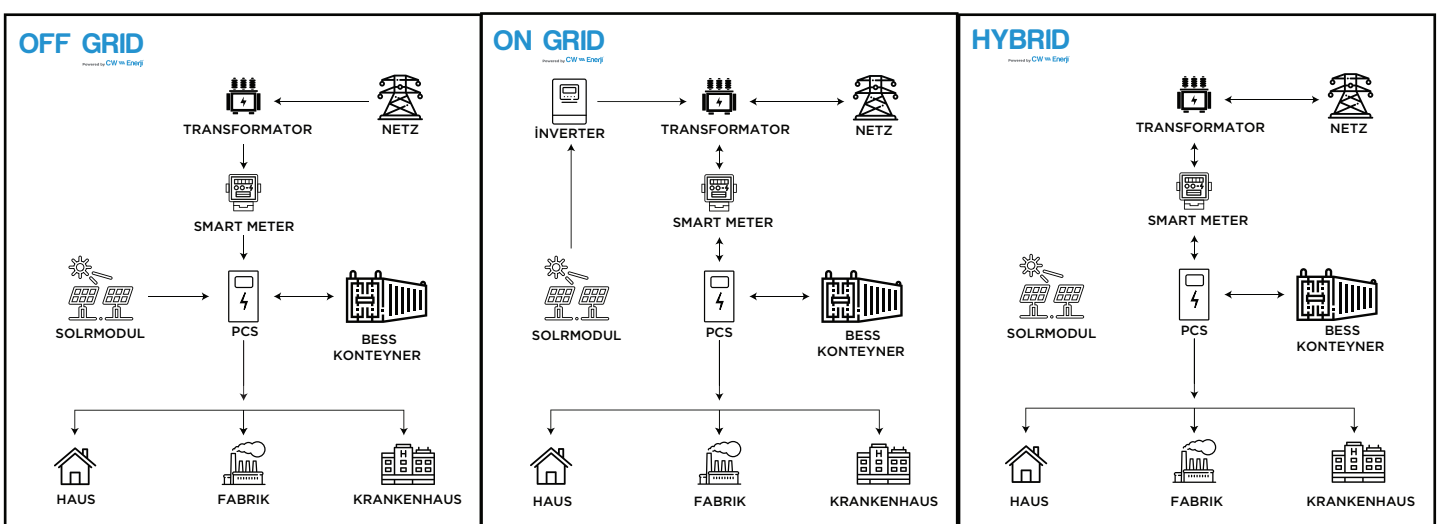 OFF GRID
Powered by CW Enerji
TRANSFORMATOR
NETZ
SMART METER
SOLRMODUL
PCS
BESS
KONTEYNER
HAUS
FABRIK
KRANKENHAUS
ON GRID
Powered by CW Enerji
İNVERTER
TRANSFORMATOR
NETZ
SMART METER
SOLRMODUL
PCS
BESS
KONTEYNER
HAUS
FABRIK
KRANKENHAUS
HYBRID
Powered by CW Enerji
TRANSFORMATOR
NETZ
SMART METER
SOLRMODUL
PCS
BESS
KONTEYNER
HAUS
H
FABRIK
KRANKENHAUS